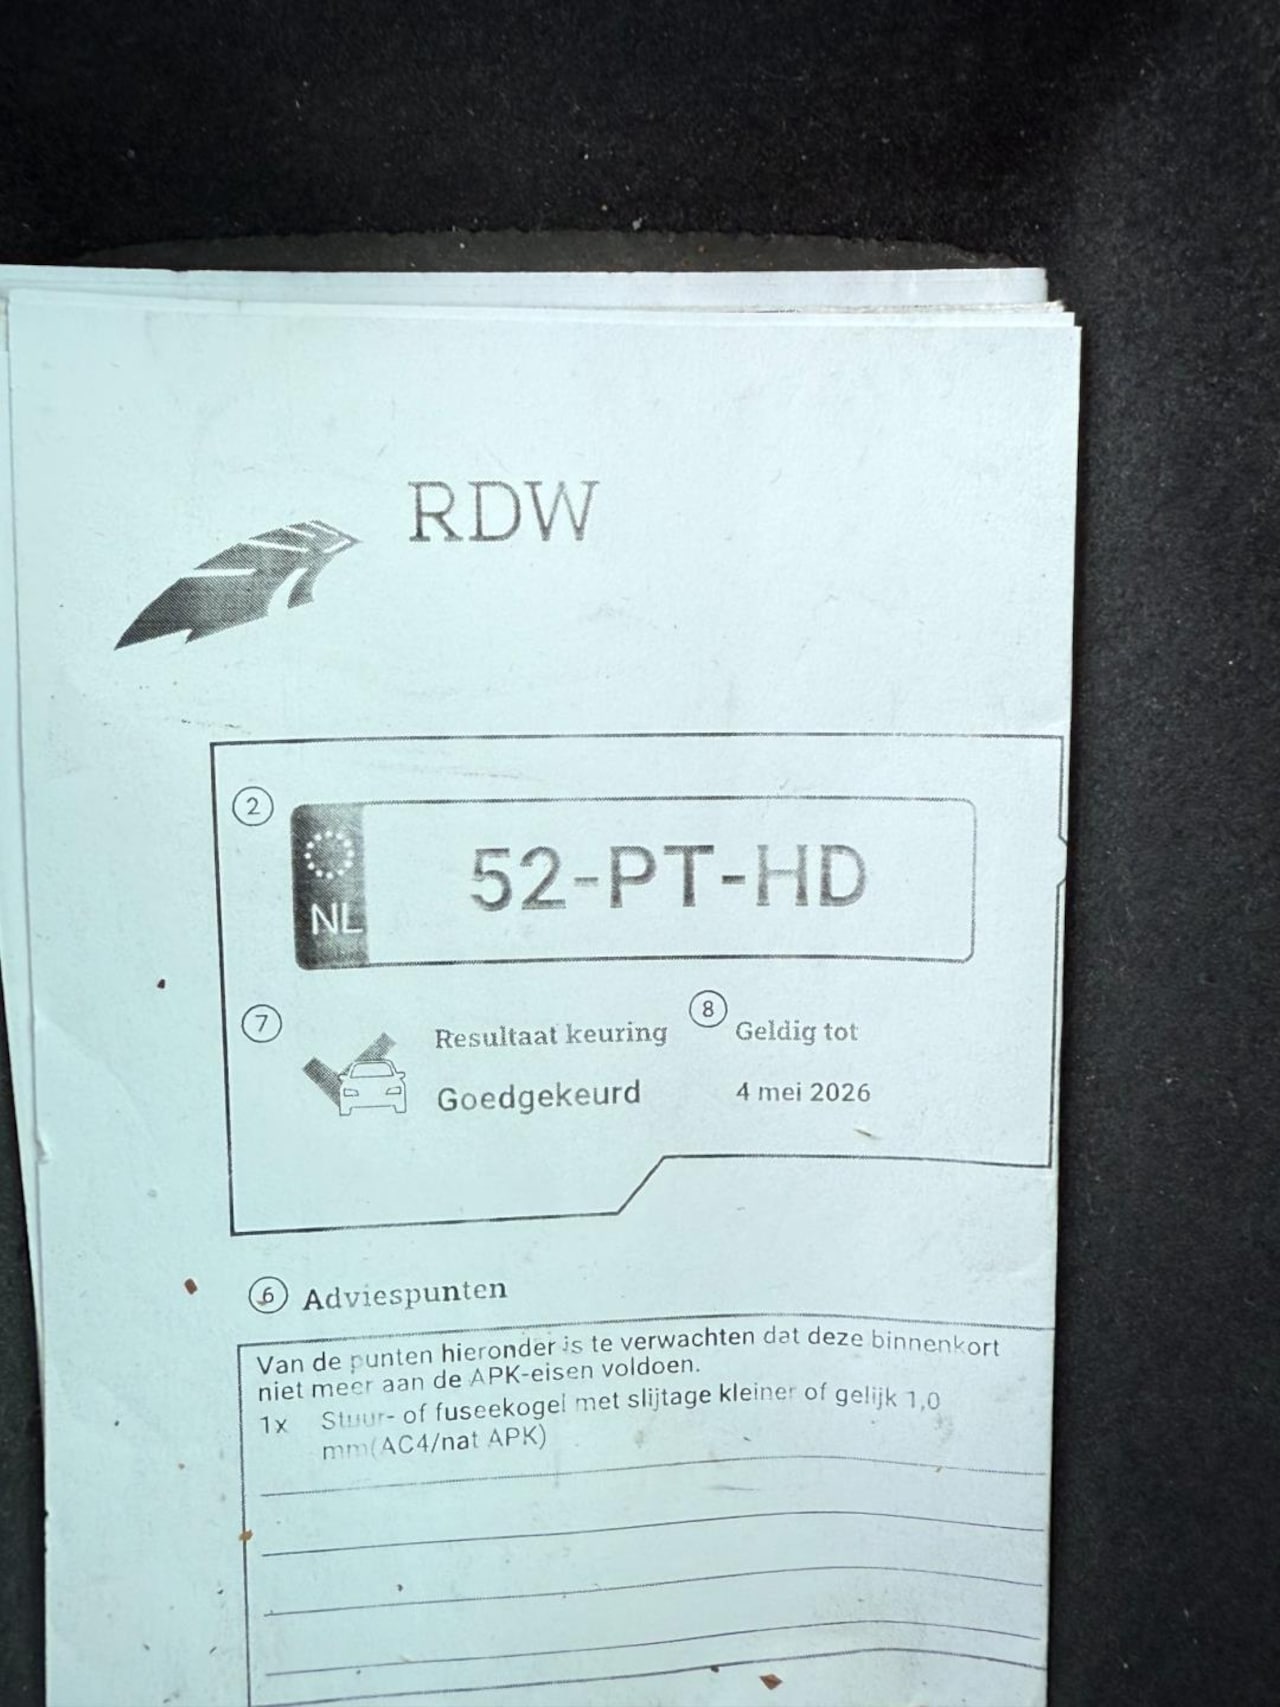 RDW
2
NL
52-PT-HD
7
Resultaat keuring
Goedgekeurd
8
Geldig tot
4 mei 2026
6 Adviespunten
Van de punten hieronder is te verwachten dat deze binnenkort
niet meer aan de APK-eisen voldoen.
1x Stuur- of fuseekogel met slijtage kleiner of gelijk 1,0
mm(AC4/nat APK)